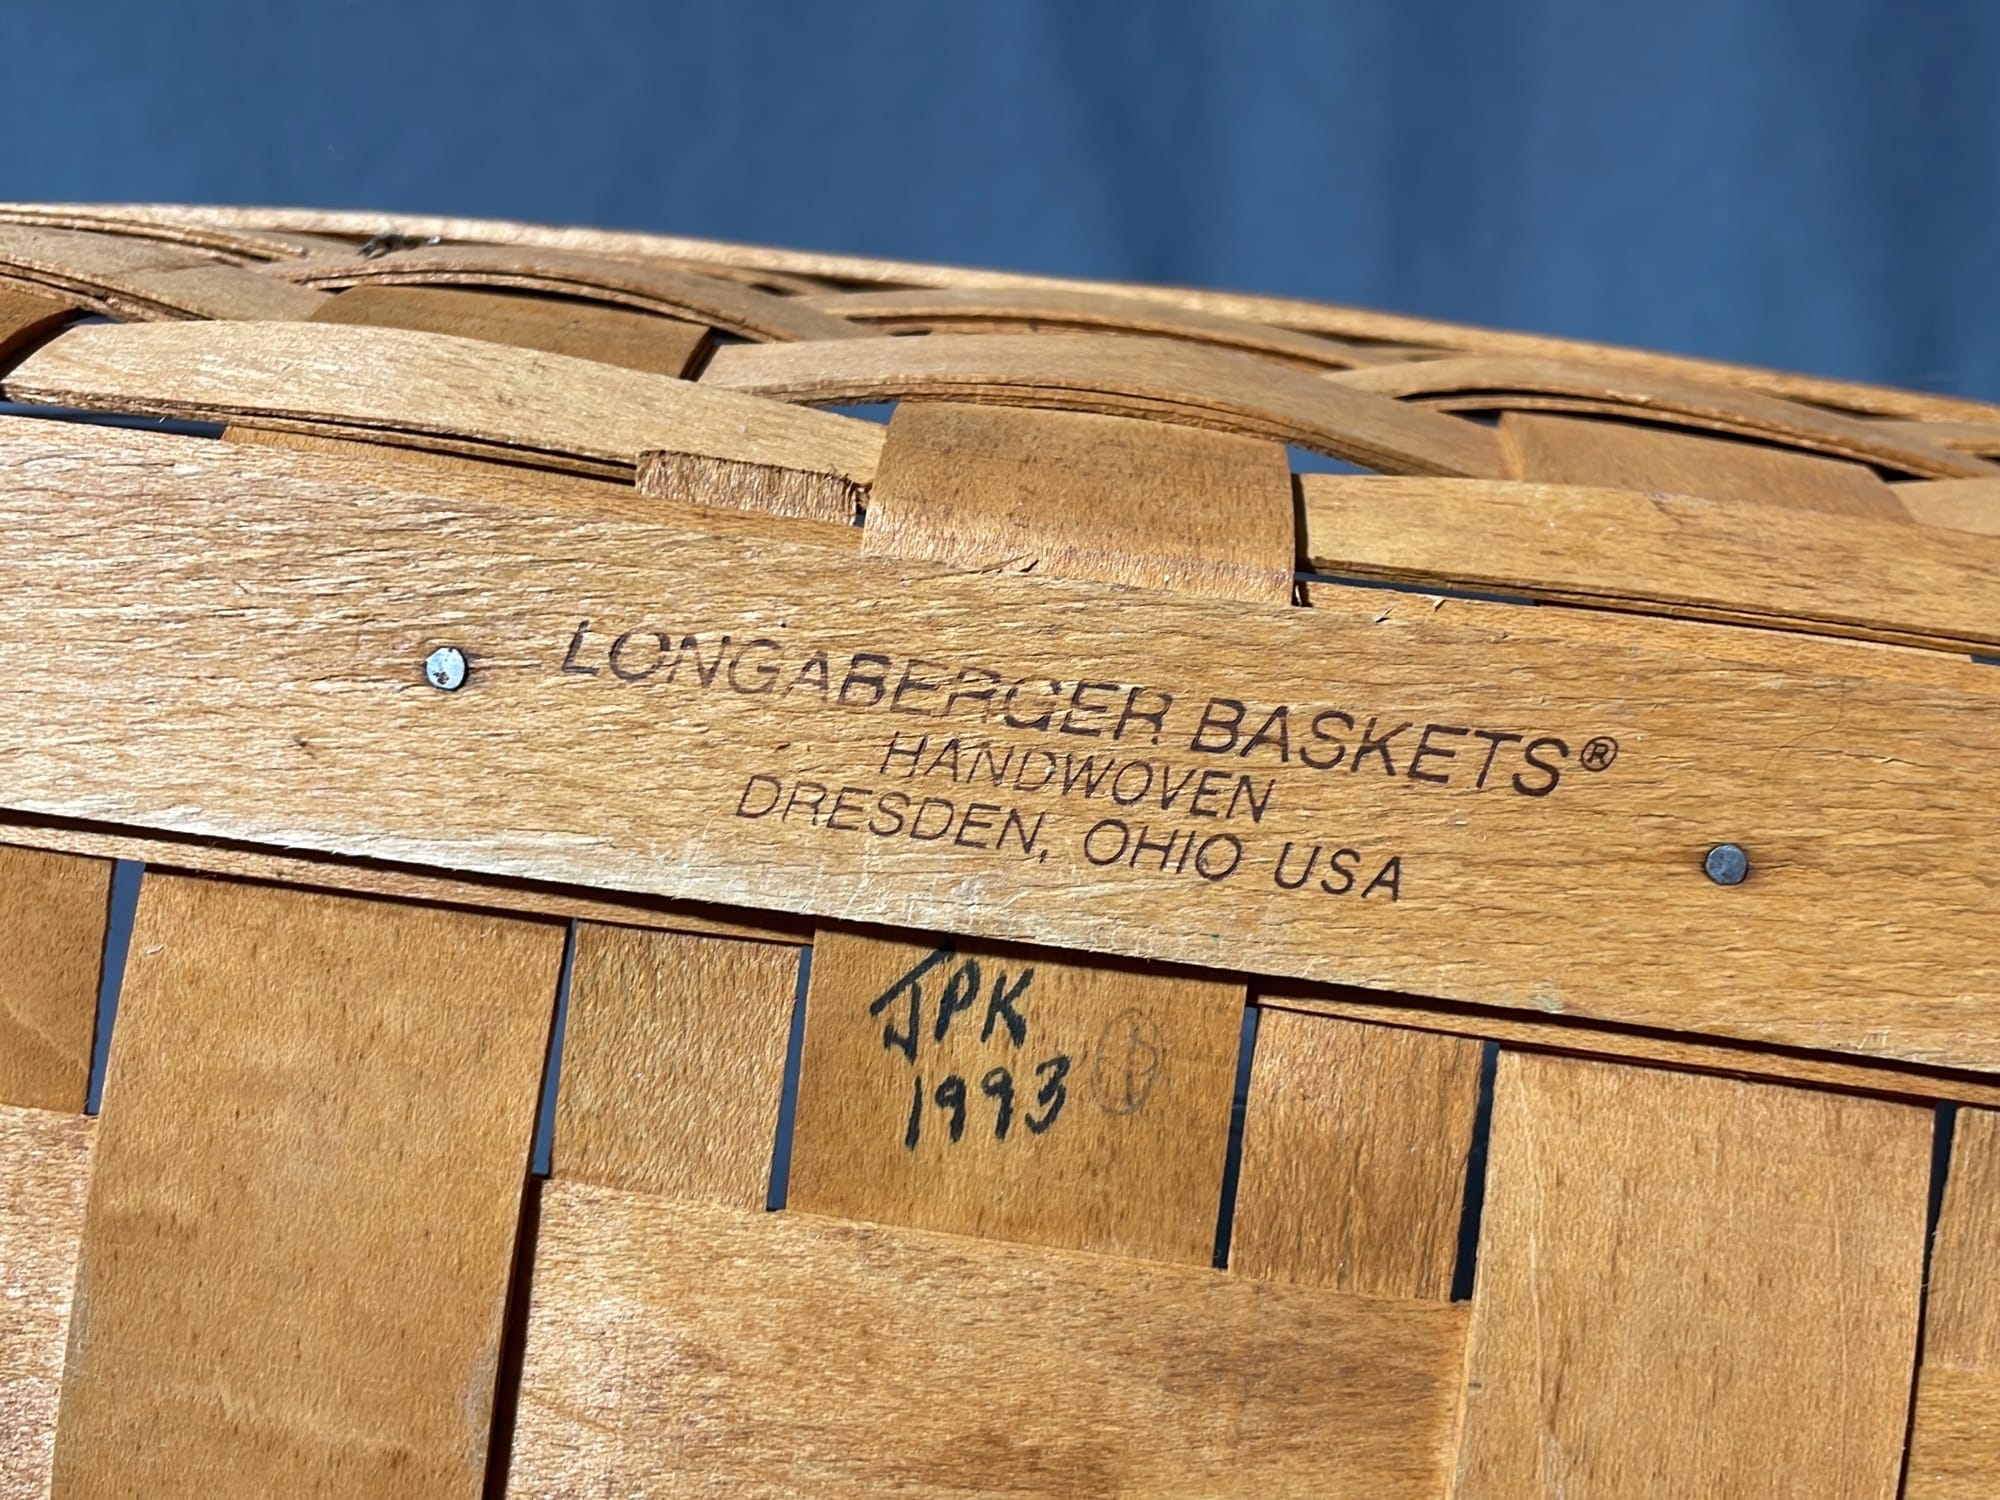 LONGABERGER BASKETS®
HANDWOVEN
DRESDEN, OHIO USA
JPK
1993